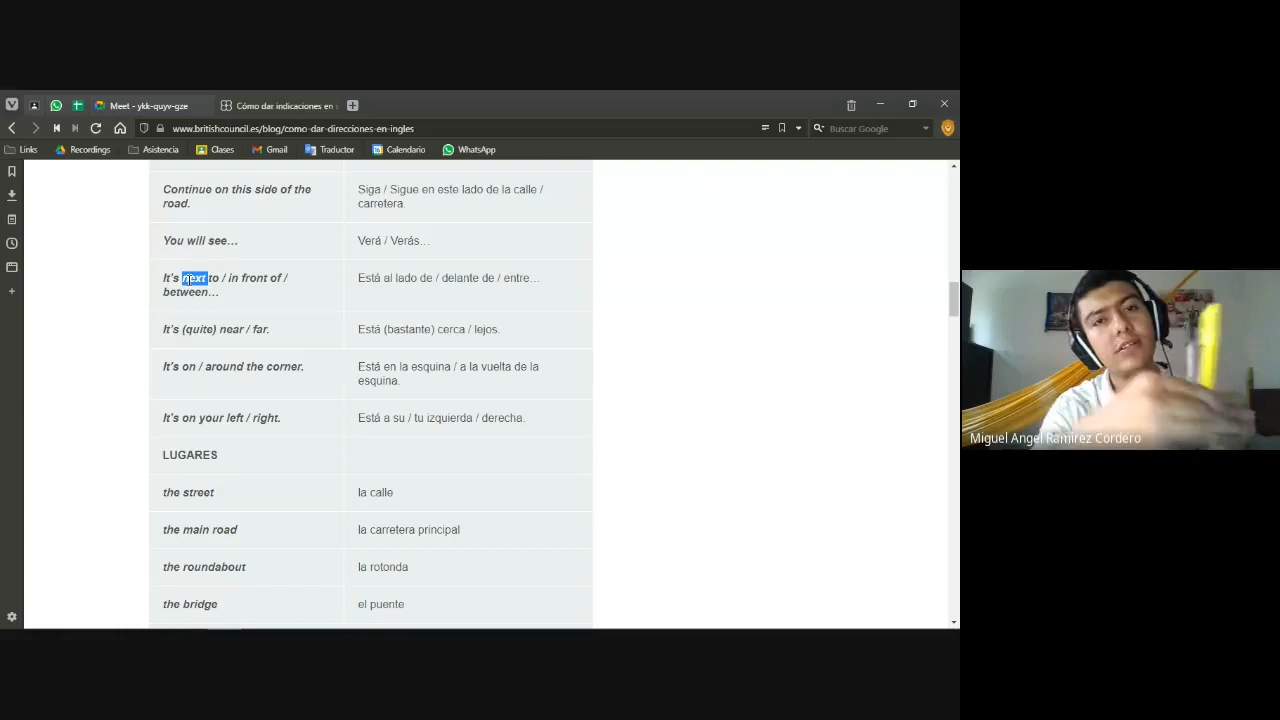 Meet - ykk-quyv-gze
Cómo dar indicaciones en
www.britishcouncil.es/blog/como-dar-direcciones-en-ingles
Buscar Google
Links
Recordings
Asistencia
Clases
Gmail
Traductor
Calendario
WhatsApp
Continue on this side of the
road.
Siga / Sigue en este lado de la calle /
carretera.
You will see…
Verá / Verás…
It's next to / in front of /
between…
Está al lado de / delante de / entre…
It's (quite) near / far.
Está (bastante) cerca / lejos.
It's on / around the corner.
Está en la esquina / a la vuelta de la
esquina.
It's on your left / right.
Está a su / tu izquierda / derecha.
LUGARES
the street
la calle
the main road
la carretera principal
the roundabout
la rotonda
the bridge
el puente
Miguel Angel Ramirez Cordero